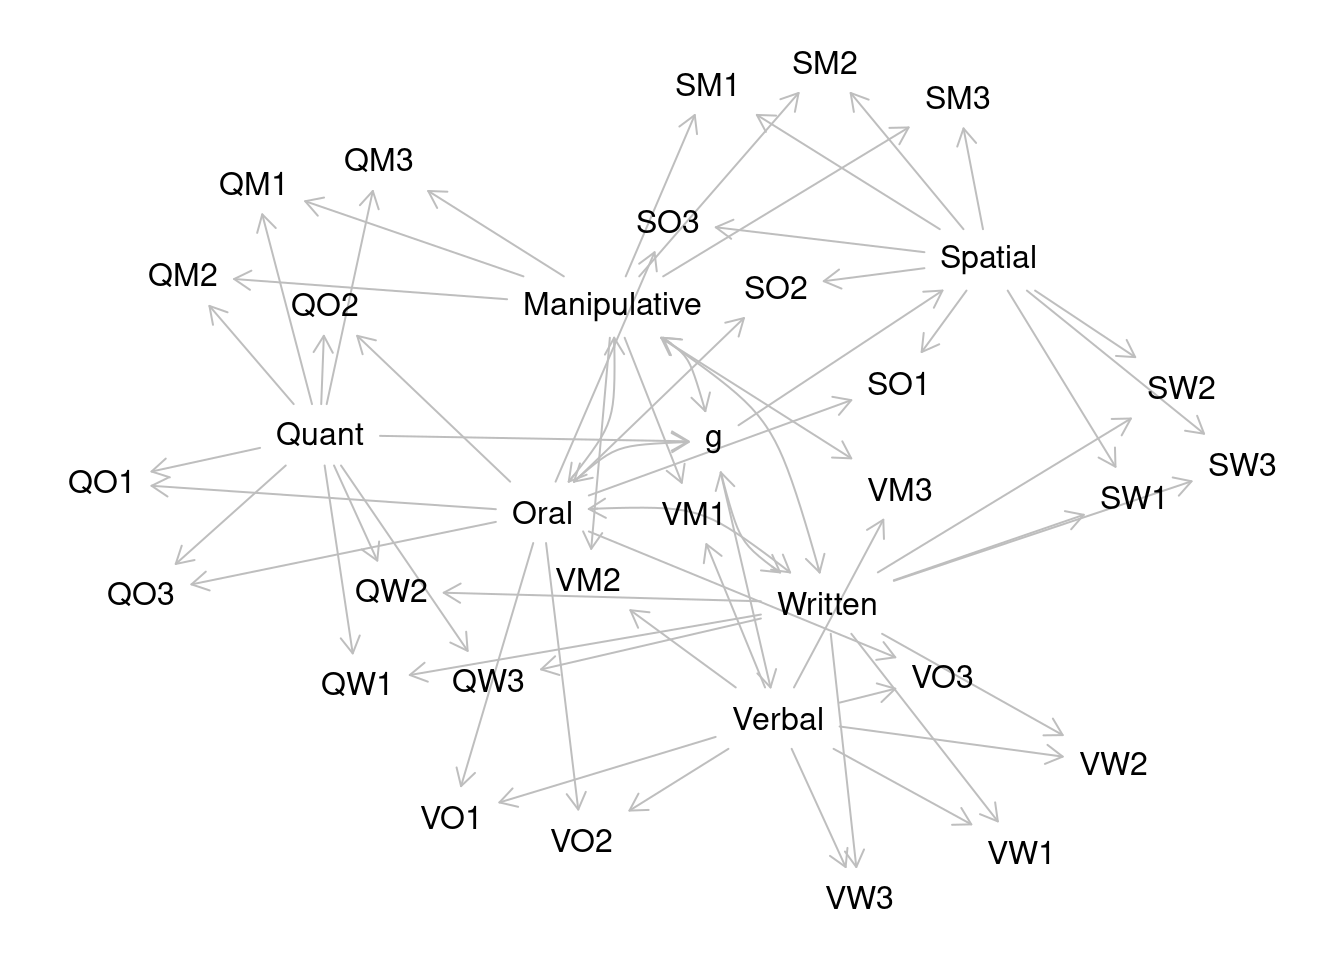 SM2
SM1
SM3
QM3
QM1
SO3
Spatial
QM2
SO2
QO2
Manipulative
SO1
SW2
Quant
g
SW3
QO1
VM3
SW1
Oral
VM1
VM2
QW2
QO3
Written
VO3
QW3
QW1
Verbal
VW2
VO1
VO2
VW1
VW3